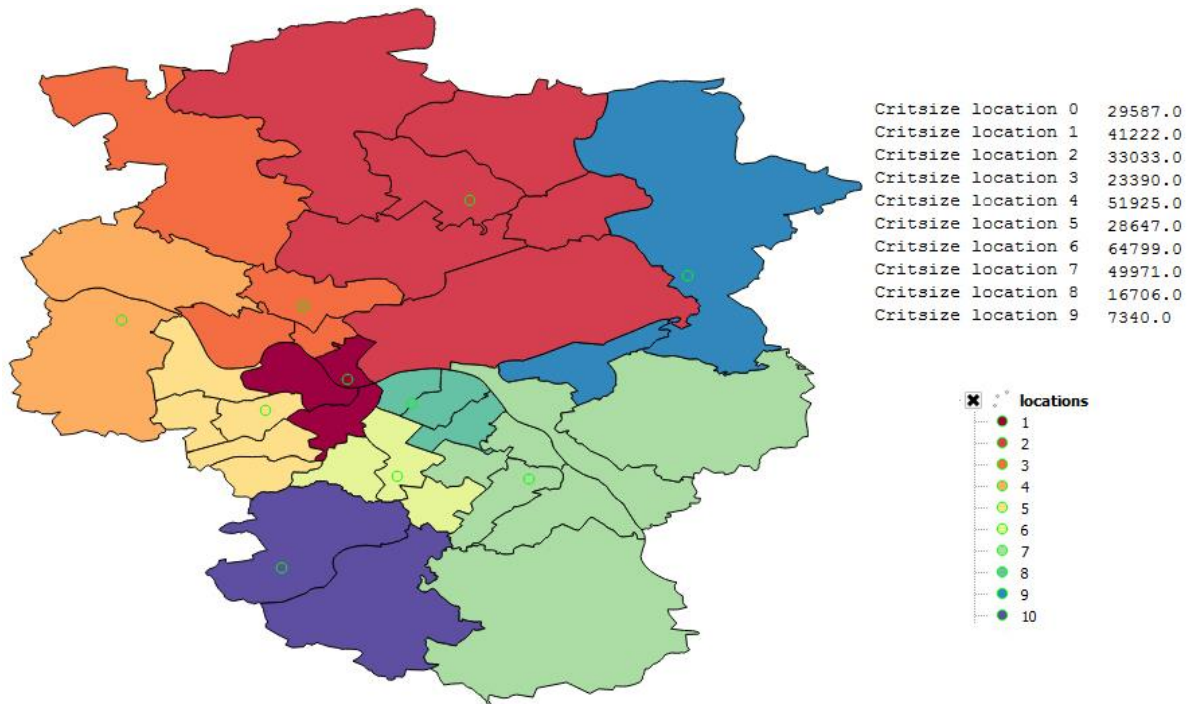 Critsize location 0 29587.0
Critsize location 1 41222.0
Critsize location 2 33033.0
Critsize location 3 23390.0
Critsize location 4 51925.0
Critsize location 5 28647.0
Critsize location 6 64799.0
Critsize location 7 49971.0
Critsize location 8 16706.0
Critsize location 9 7340.0
locations
1
2
3
4
5
6
7
8
9
10